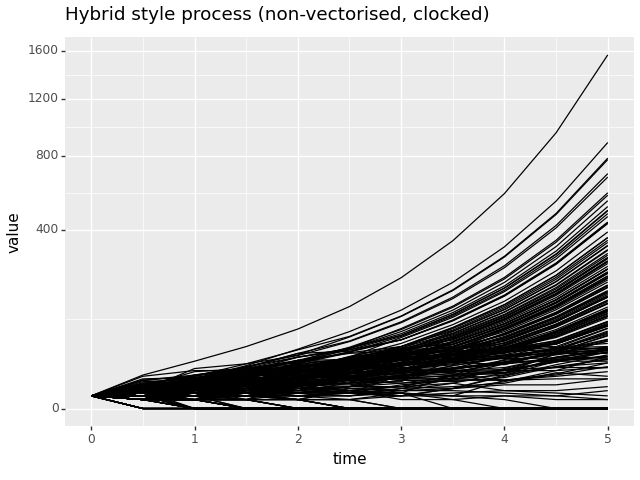 Hybrid style process (non-vectorised, clocked)
1600
1200
800
400
0
value
0 1 2 3 4 5
time